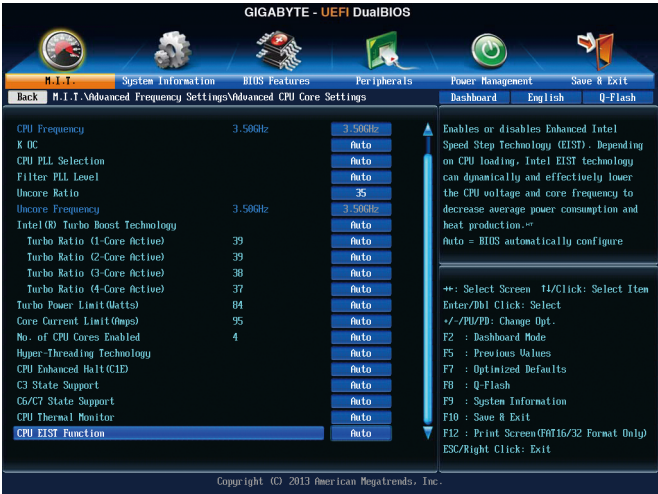 GIGABYTE - UEFI DualBIOS
M.I.T. System Information BIOS Features Peripherals Power Management Save & Exit
Back M.I.T.\Advanced Frequency Settings\Advanced CPU Core Settings Dashboard English Q-Flash
CPU Frequency 3.50GHz 3.50GHz
K OC Auto
CPU PLL Selection Auto
Filter PLL Level Auto
Uncore Ratio 35
Uncore Frequency 3.50GHz 3.50GHz
Intel(R) Turbo Boost Technology Auto
Turbo Ratio (1-Core Active) 39 Auto
Turbo Ratio (2-Core Active) 39 Auto
Turbo Ratio (3-Core Active) 38 Auto
Turbo Ratio (4-Core Active) 37 Auto
Turbo Power Limit(Watts) 84 Auto
Core Current Limit(Amps) 95 Auto
No. of CPU Cores Enabled 4 Auto
Hyper-Threading Technology Auto
CPU Enhanced Halt(C1E) Auto
C3 State Support Auto
C6/C7 State Support Auto
CPU Thermal Monitor Auto
CPU EIST Function Auto
Enables or disables Enhanced Intel
Speed Step Technology (EIST). Depending
on CPU loading, Intel EIST technology
can dynamically and effectively lower
the CPU voltage and core frequency to
decrease average power consumption and
heat production.
Auto = BIOS automatically configure
→←: Select Screen ↑↓/Click: Select Item
Enter/Dbl Click: Select
+/-/PU/PD: Change Opt.
F2 : Dashboard Mode
F5 : Previous Values
F7 : Optimized Defaults
F8 : Q-Flash
F9 : System Information
F10 : Save & Exit
F12 : Print Screen(FAT16/32 Format Only)
ESC/Right Click: Exit
Copyright (C) 2013 American Megatrends, Inc.